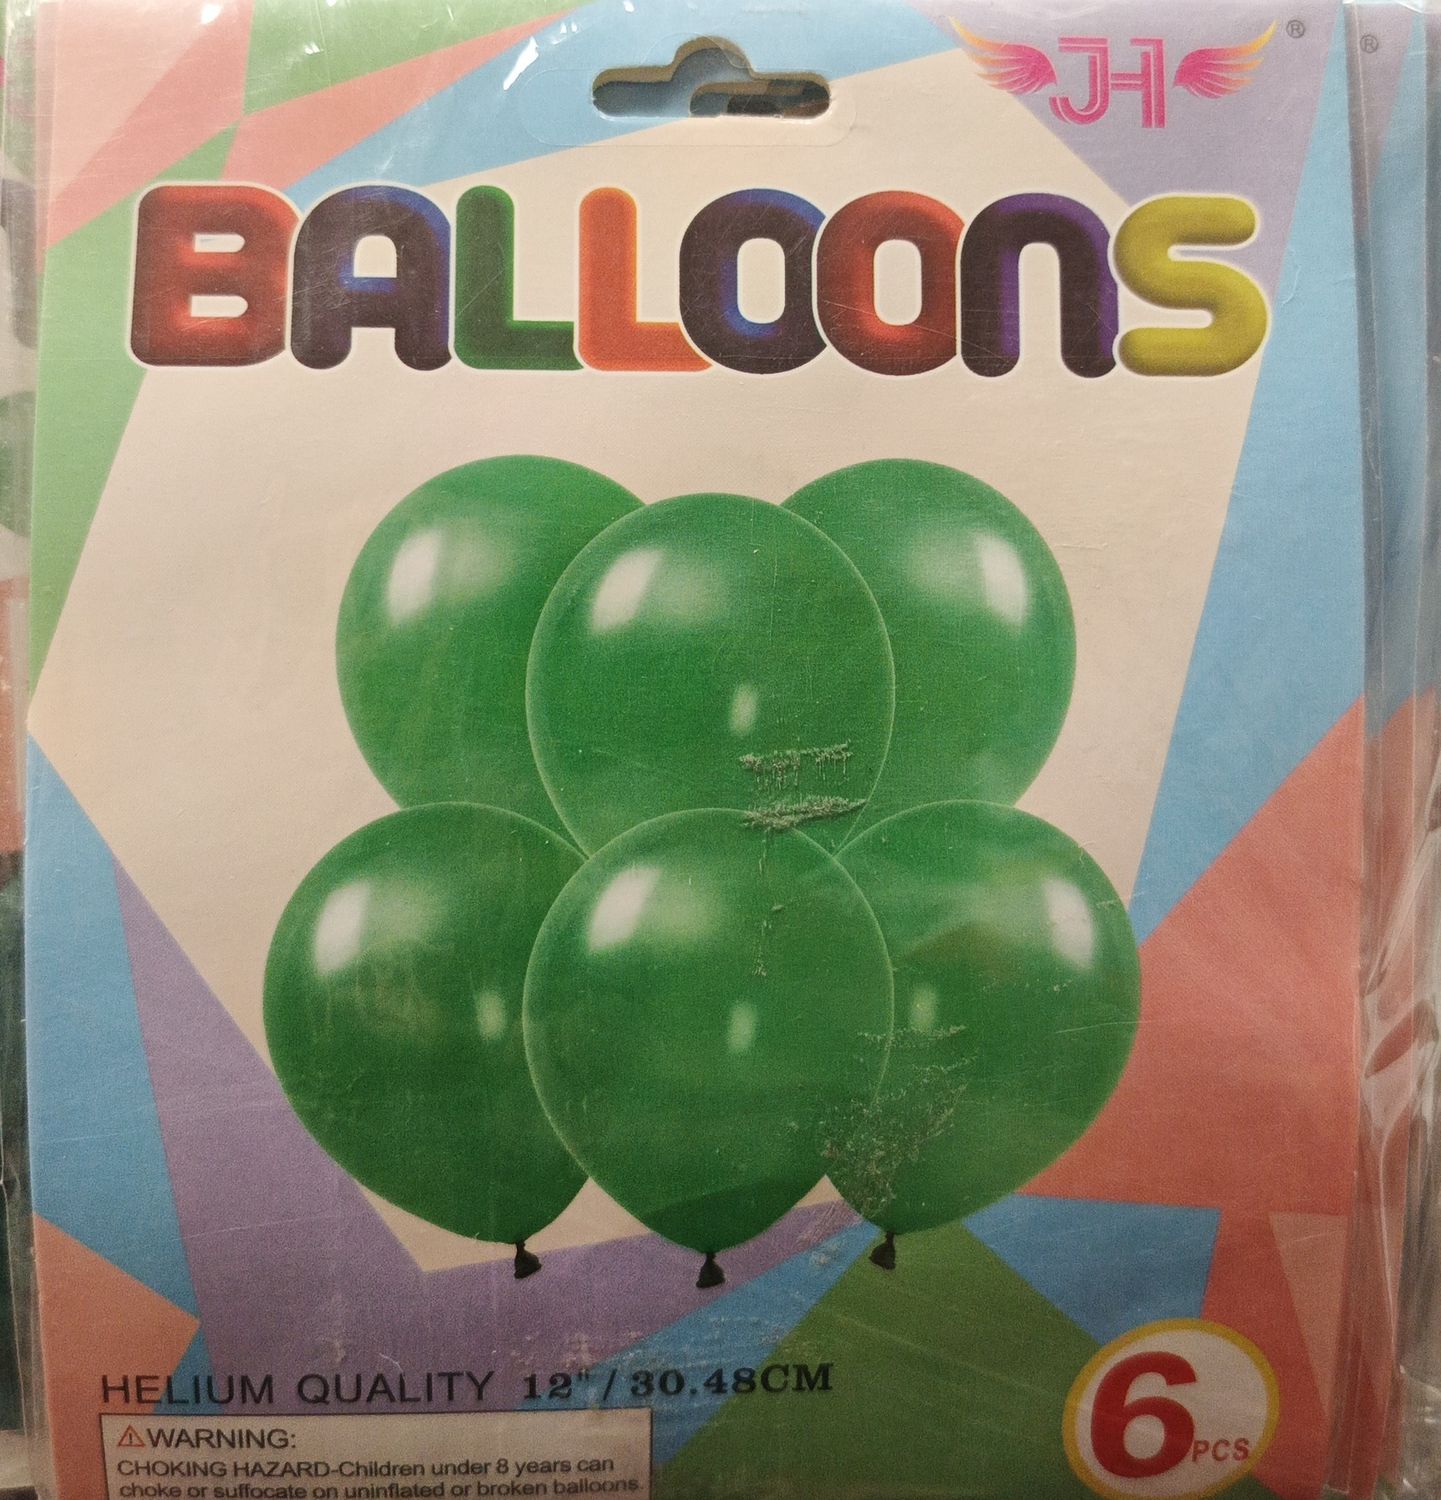 JH ®
®
BALLOONS
HELIUM QUALITY 12"/30.48CM
6PCS
⚠WARNING:
CHOKING HAZARD-Children under 8 years can
choke or suffocate on uninflated or broken balloons.